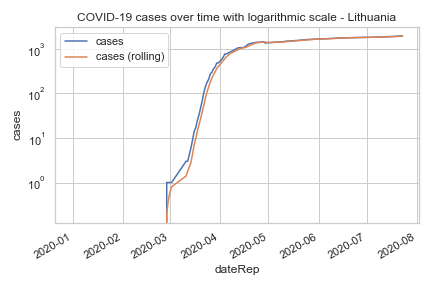 COVID-19 cases over time with logarithmic scale - Lithuania
cases
cases (rolling)
10³
10²
10¹
10⁰
cases
2020-01
2020-02
2020-03
2020-04
2020-05
2020-06
2020-07
2020-08
dateRep